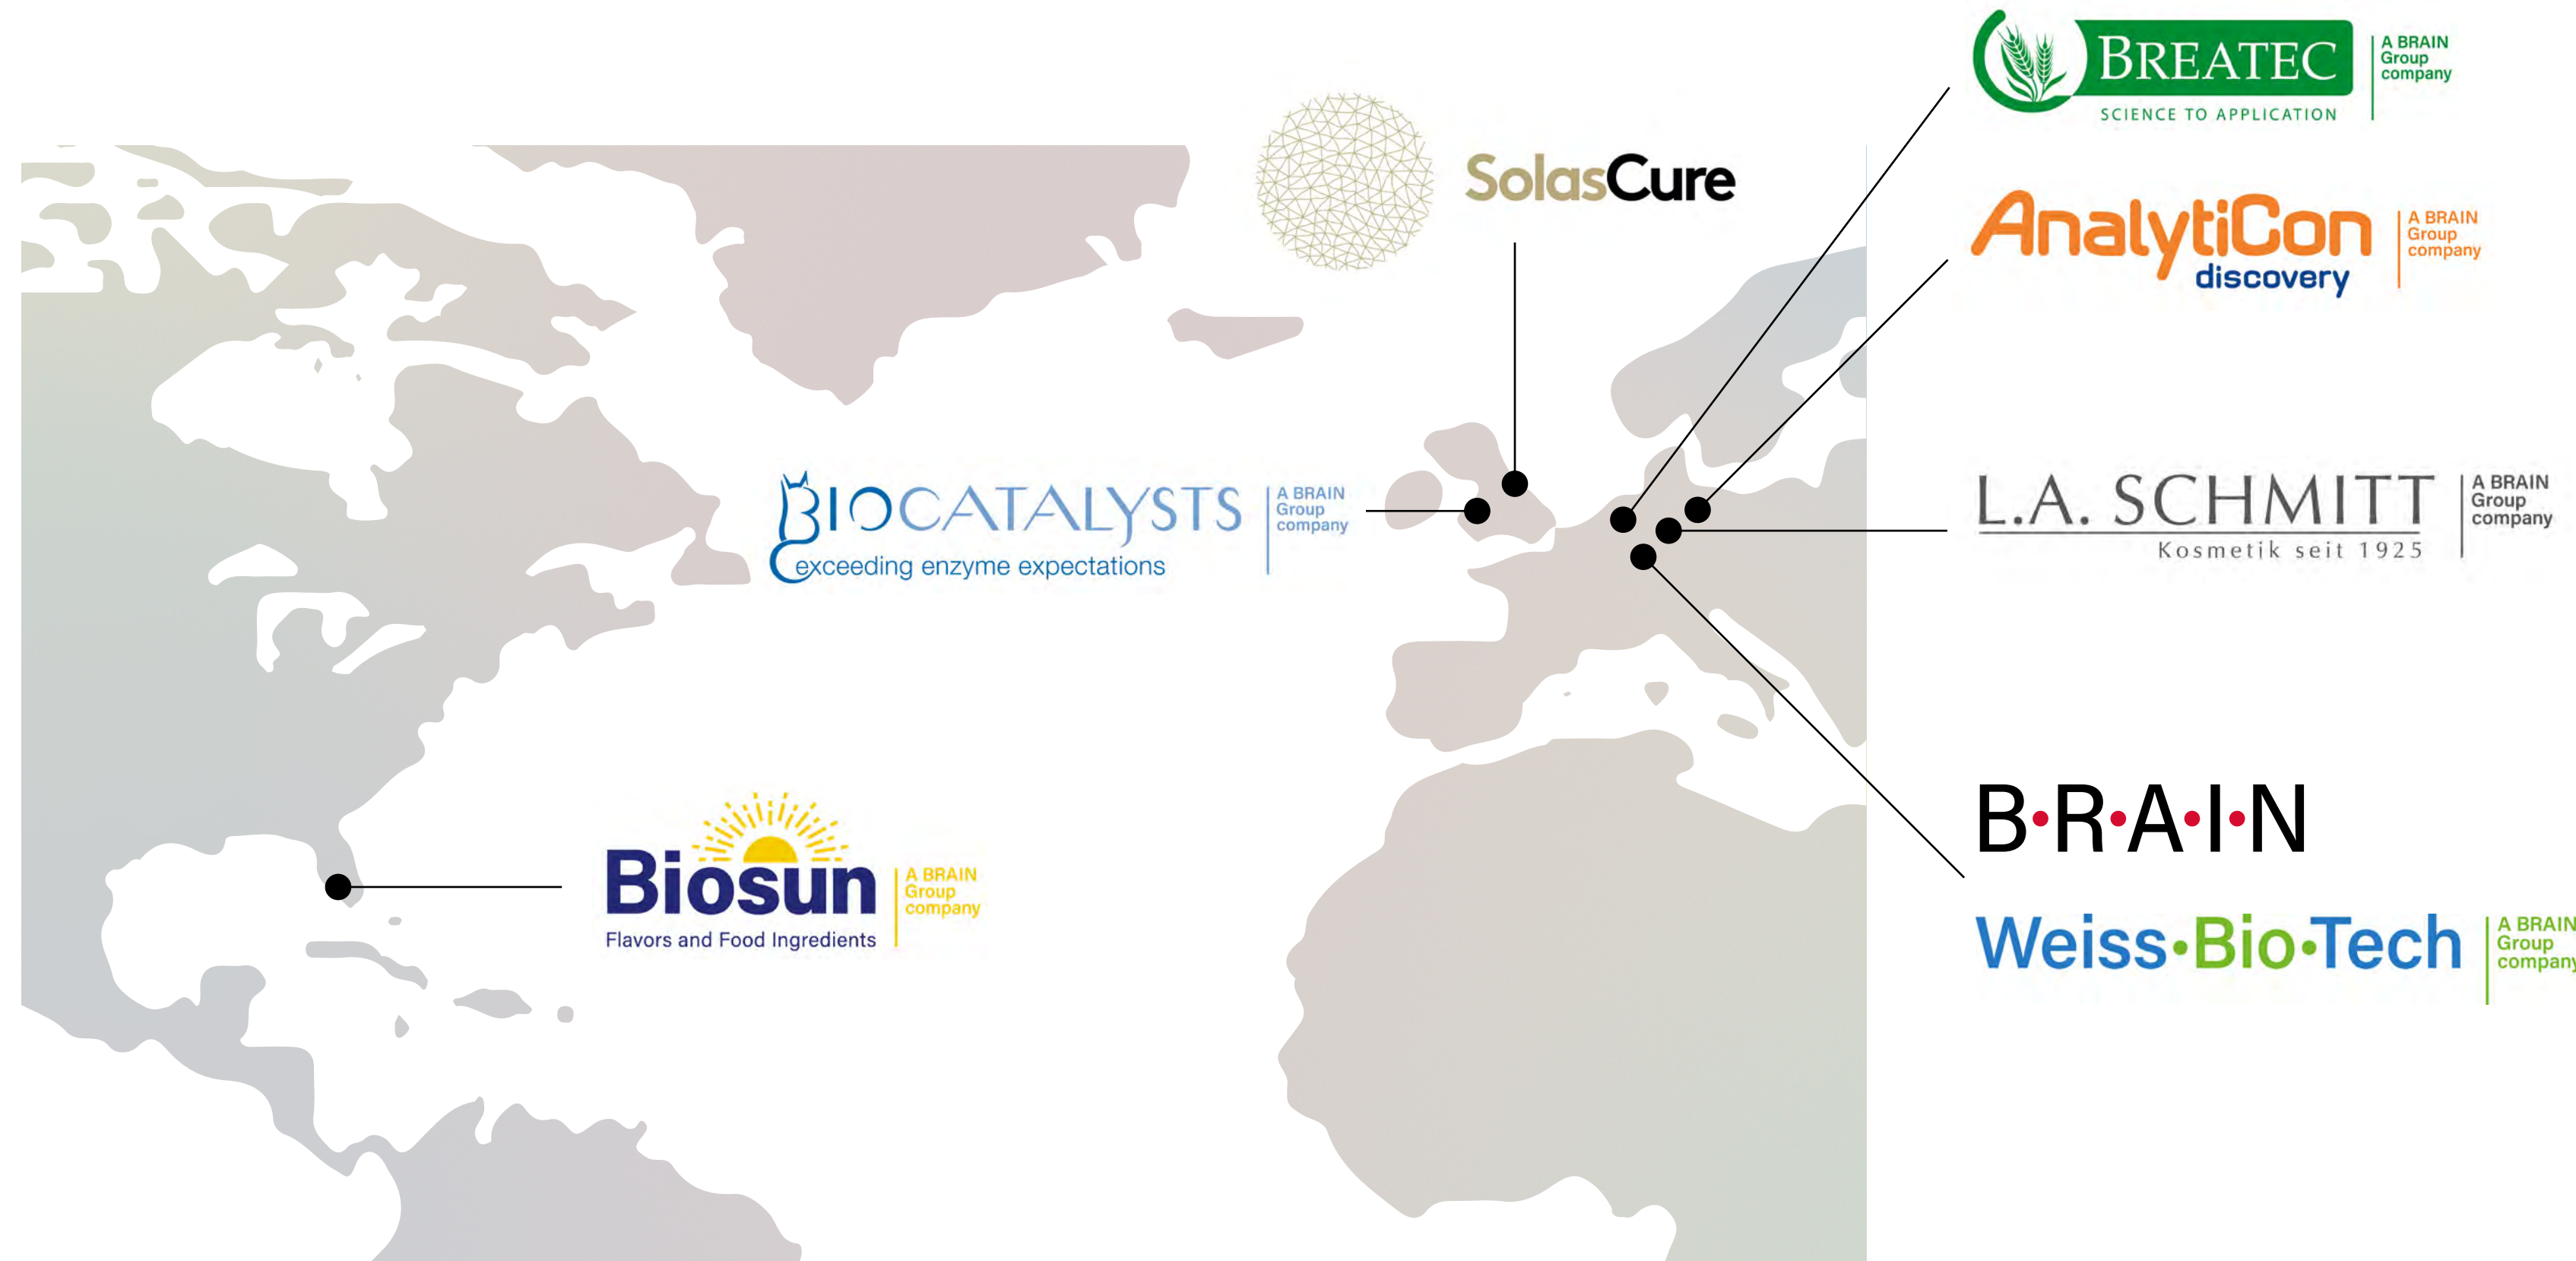 BREATEC
SCIENCE TO APPLICATION
A BRAIN
Group
company
SolasCure
AnalytiCon
discovery
A BRAIN
Group
company
BIOCATALYSTS
exceeding enzyme expectations
A BRAIN
Group
company
L.A. SCHMITT
Kosmetik seit 1925
A BRAIN
Group
company
B•R•A•I•N
Biosun
Flavors and Food Ingredients
A BRAIN
Group
company
Weiss•Bio•Tech
A BRAIN
Group
company